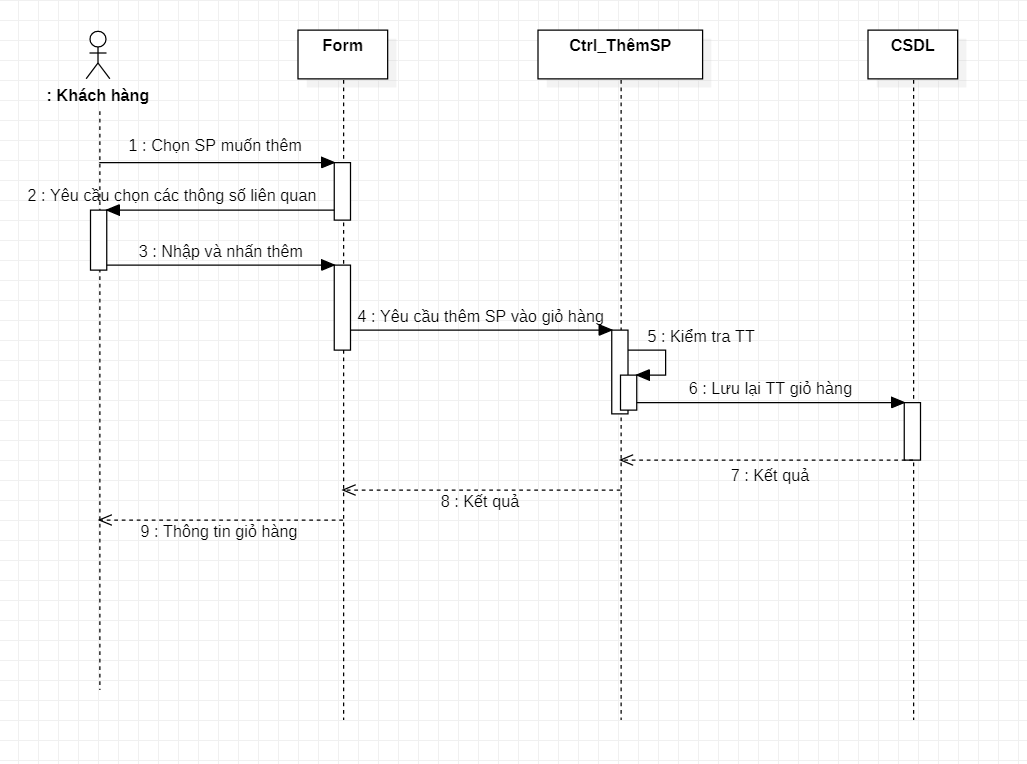 Form
Ctrl_ThêmSP
CSDL
: Khách hàng
1 : Chọn SP muốn thêm
2 : Yêu cầu chọn các thông số liên quan
3 : Nhập và nhấn thêm
4 : Yêu cầu thêm SP vào giỏ hàng
5 : Kiểm tra TT
6 : Lưu lại TT giỏ hàng
7 : Kết quả
8 : Kết quả
9 : Thông tin giỏ hàng